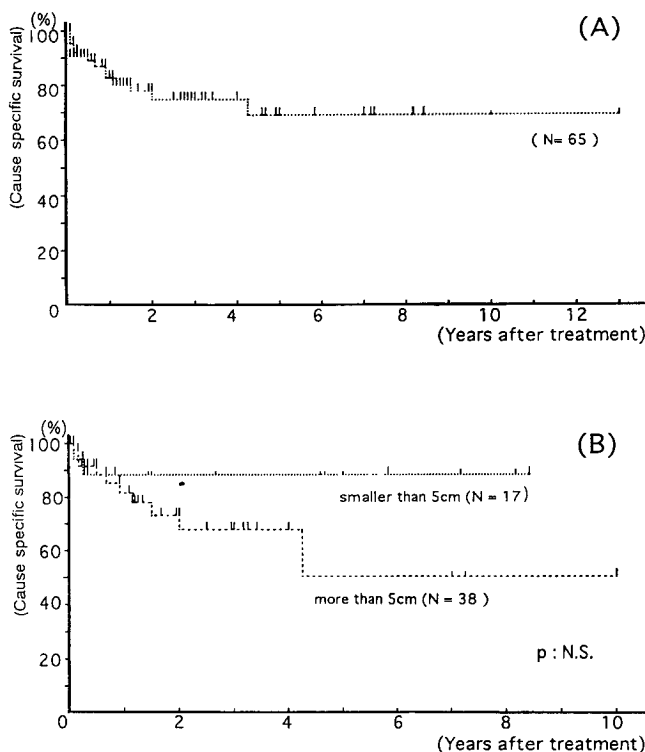 (%)
(A)
100
80
60
40
20
0
(Cause specific survival)
(N= 65)
2 4 6 8 10 12
(Years after treatment)
(%)
(B)
100
80
60
40
20
0
(Cause specific survival)
smaller than 5cm (N = 17)
more than 5cm (N = 38)
p : N.S.
2 4 6 8 10
(Years after treatment)